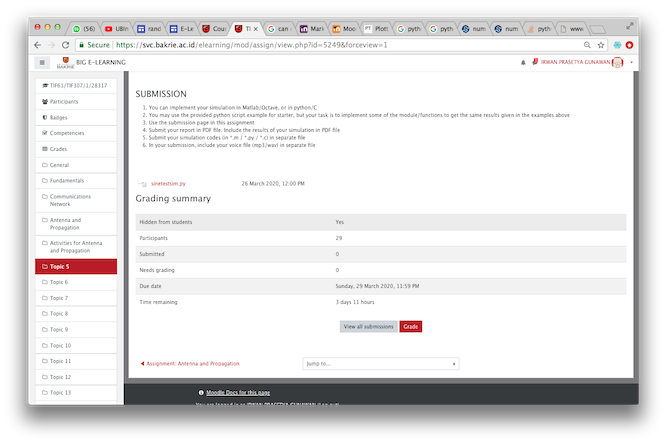 (56)
UBin
rand
E-Le
Cou
TI
can
Mari
Moo
Plott
pyth
pyth
num
num
pyth
www
Secure
https://svc.bakrie.ac.id/elearning/mod/assign/view.php?id=5249&forceview=1
BAKRIE
BIG E-LEARNING
IRWAN PRASETYA GUNAWAN
TIF61/TIF307/1/28317
Participants
Badges
Competencies
Grades
General
Fundamentals
Communications
Network
Antenna and
Propagation
Activities for Antenna
and Propagation
Topic 5
Topic 6
Topic 7
Topic 8
Topic 9
Topic 10
Topic 11
Topic 12
Topic 13
SUBMISSION
1. You can implement your simulation in Matlab/Octave, or in python/C
2. You may use the provided python script example for starter, but your task is to implement some of the module/functions to get the same results given in the examples above
3. Use the submission page in this assignment
4. Submit your report in PDF file. Include the results of your simulation in PDF file
5. Submit your simulation codes (in *.m / *.py / *.c) in separate file
6. In your submission, include your voice file (mp3/wav) in separate file
sinetestsim.py 26 March 2020, 12:00 PM
Grading summary
Hidden from students Yes
Participants 29
Submitted 0
Needs grading 0
Due date Sunday, 29 March 2020, 11:59 PM
Time remaining 3 days 11 hours
View all submissions Grade
◀ Assignment: Antenna and Propagation
Jump to...
Moodle Docs for this page
You are logged in as IRWAN PRASETYA GUNAWAN (Log out)